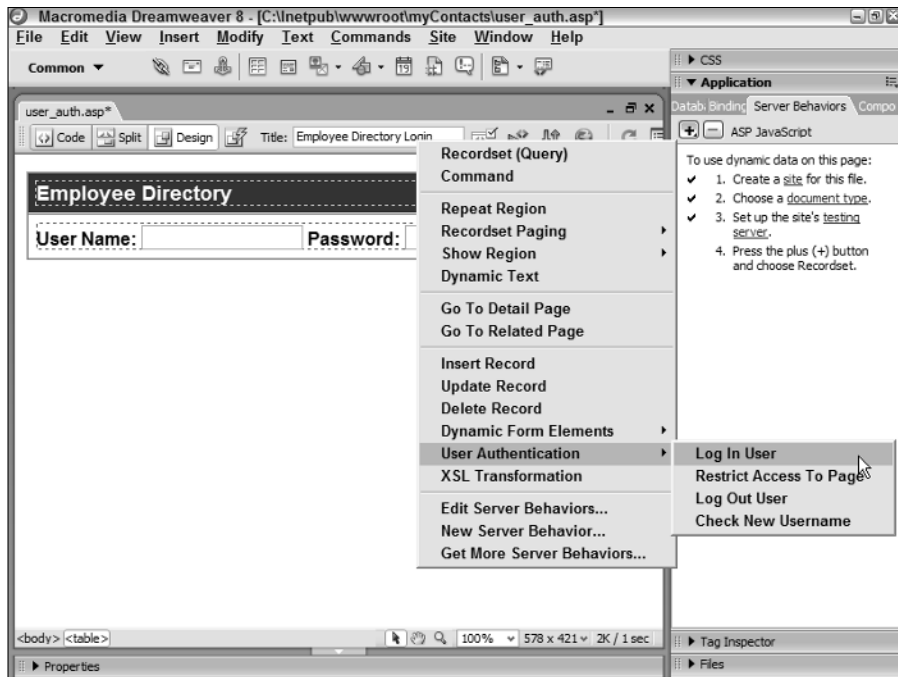 Macromedia Dreamweaver 8 - [C:\Inetpub\wwwroot\myContacts\user_auth.asp*]
File Edit View Insert Modify Text Commands Site Window Help
Common
user_auth.asp*
Code Split Design Title: Employee Directory Login
Employee Directory
User Name: Password:
Recordset (Query)
Command
Repeat Region
Recordset Paging
Show Region
Dynamic Text
Go To Detail Page
Go To Related Page
Insert Record
Update Record
Delete Record
Dynamic Form Elements
User Authentication
XSL Transformation
Edit Server Behaviors...
New Server Behavior...
Get More Server Behaviors...
Log In User
Restrict Access To Page
Log Out User
Check New Username
CSS
Application
Datab Binding Server Behaviors Compo
ASP JavaScript
To use dynamic data on this page:
1. Create a site for this file.
2. Choose a document type.
3. Set up the site's testing
server.
4. Press the plus (+) button
and choose Recordset.
<body> <table>
100% 578 x 421 2K / 1 sec
Properties
Tag Inspector
Files